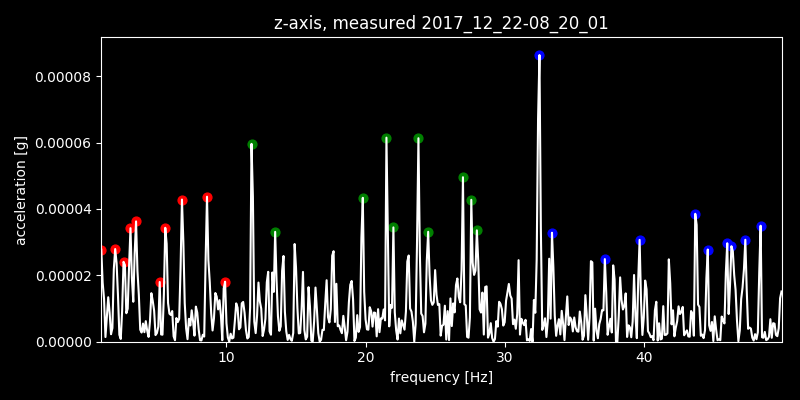 z-axis, measured 2017_12_22-08_20_01
acceleration [g]
0.00008
0.00006
0.00004
0.00002
0.00000
10 20 30 40
frequency [Hz]